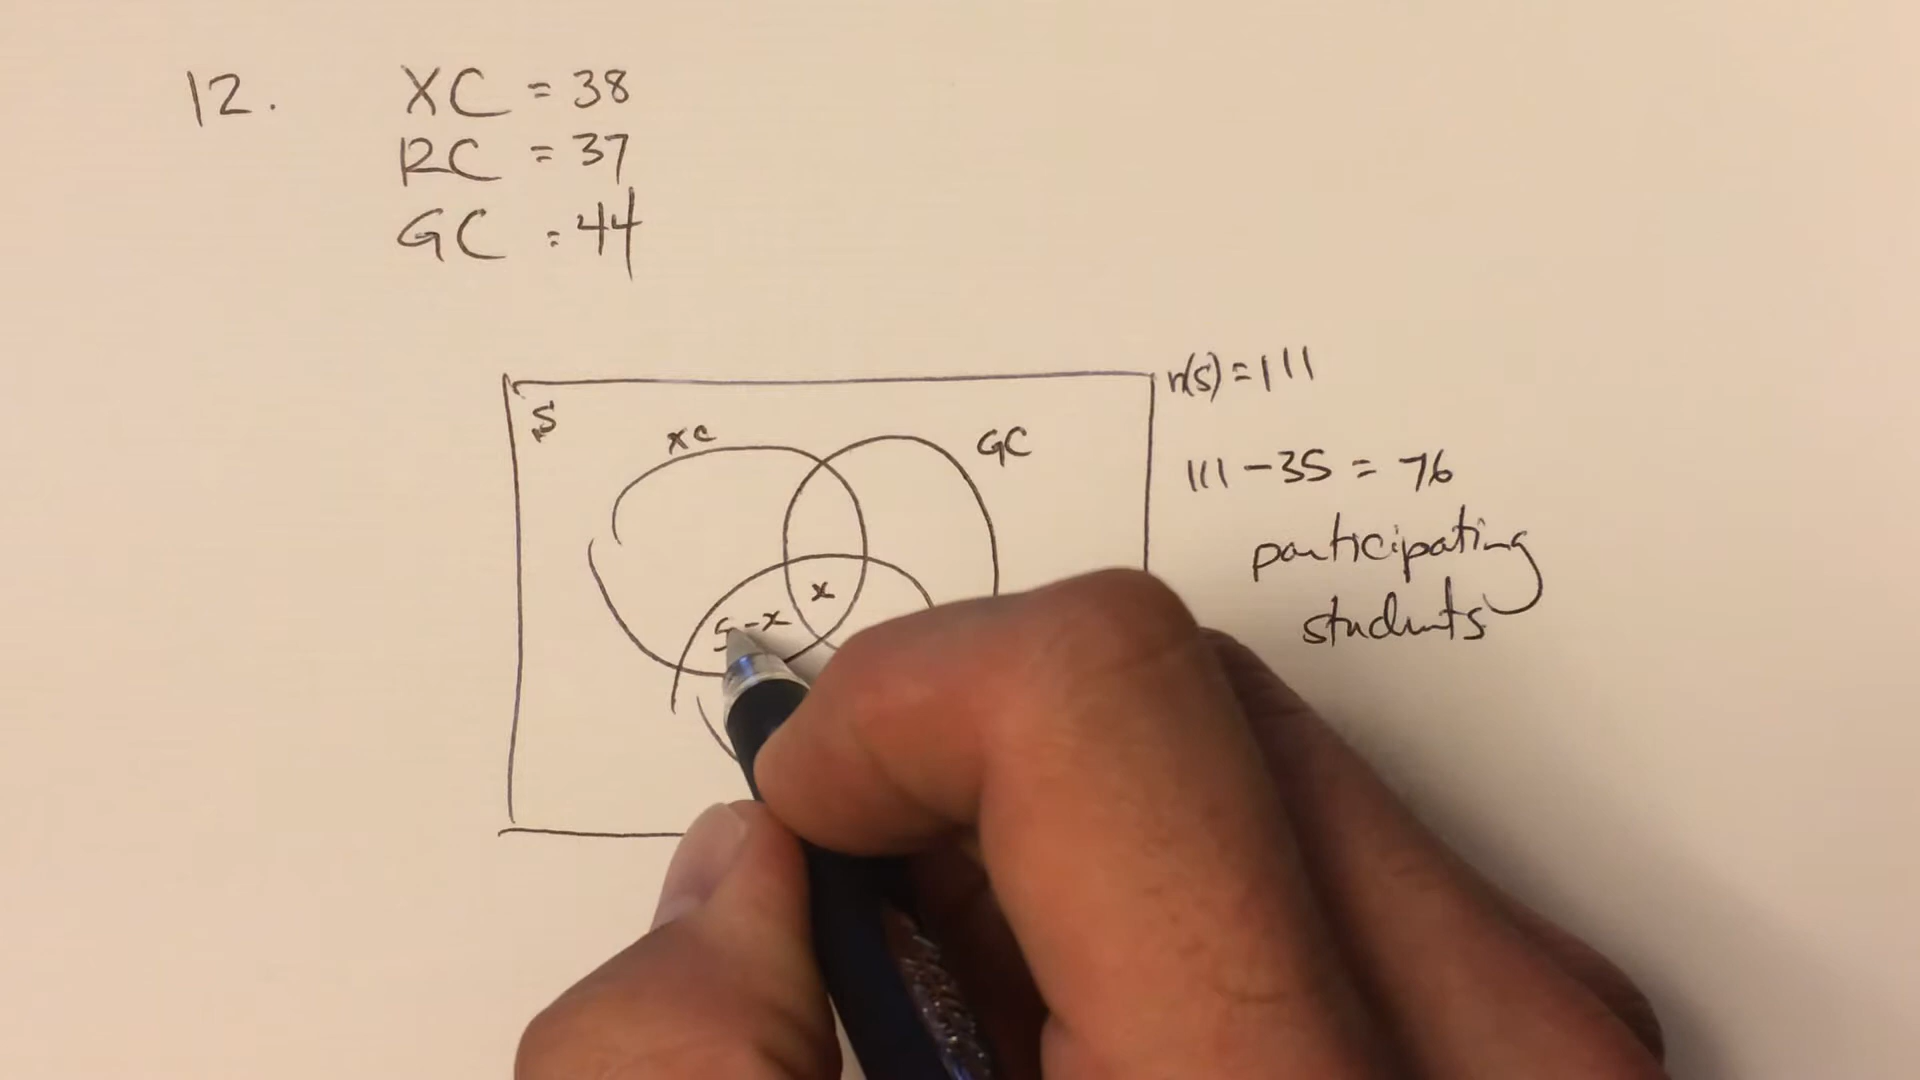 12. XC = 38
RC = 37
GC = 44
n(S) = 111
S
XC
GC
111 - 35 = 76
participating
students
x
5-x